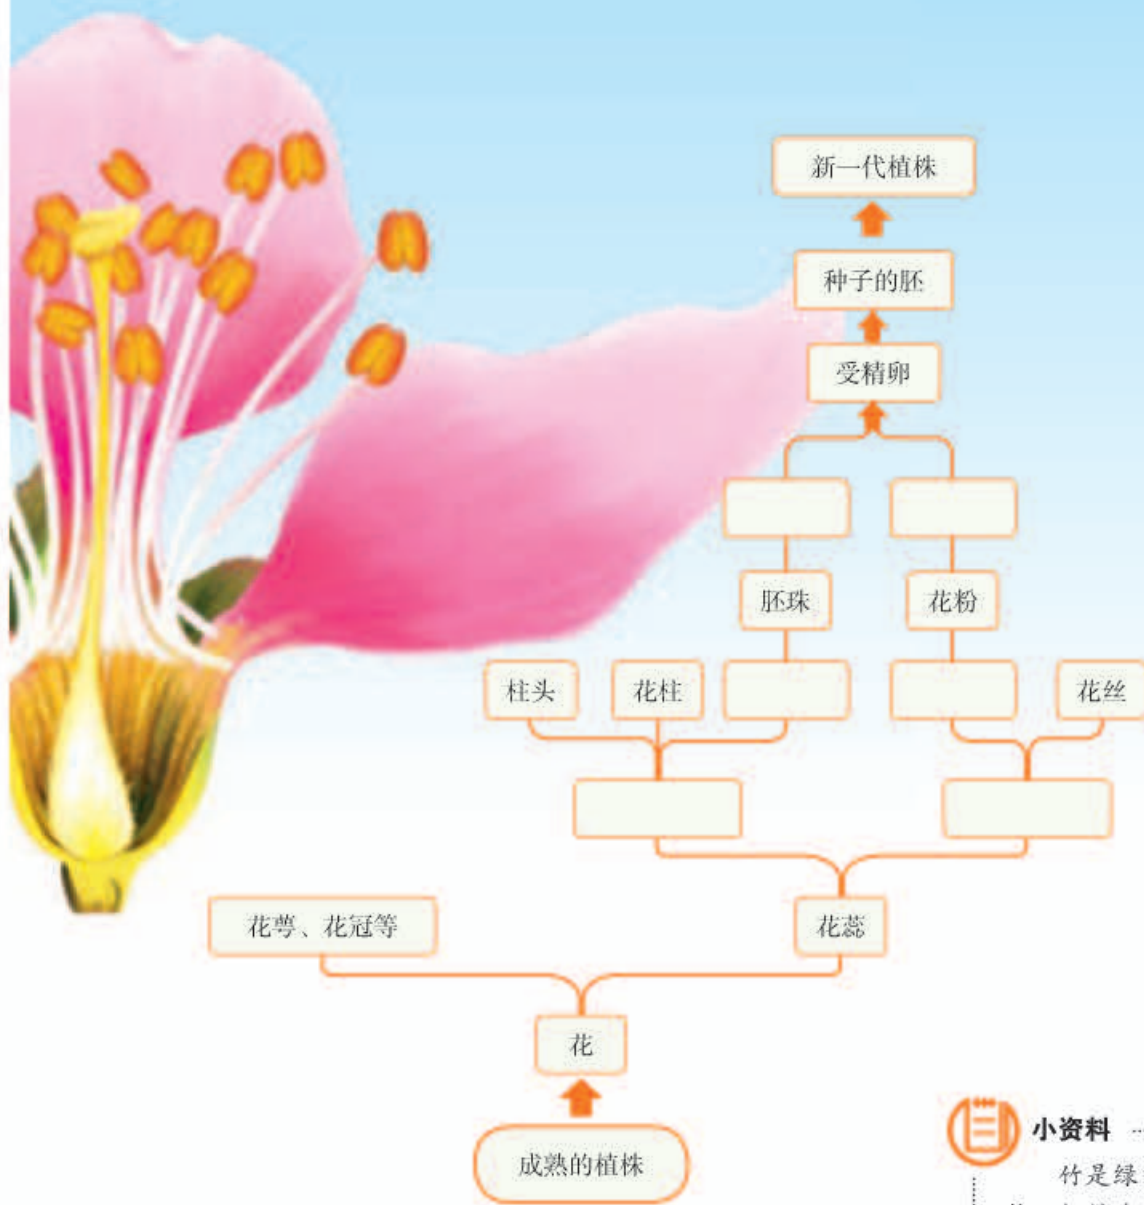 新一代植株
种子的胚
受精卵
胚珠
花粉
柱头
花柱
花丝
花萼、花冠等
花蕊
花
成熟的植株
小资料
竹是绿